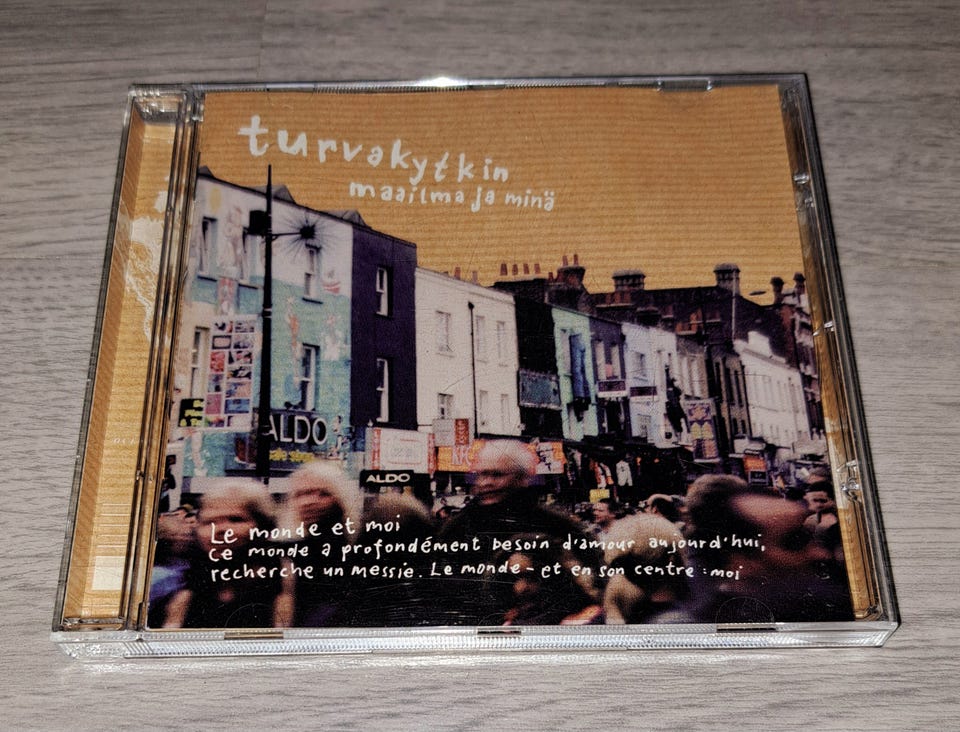 turvakytkin
maailma ja minä
ALDO
ALDO
Le monde et moi
Ce monde a profondément besoin d'amour aujourd'hui,
recherche un messie. Le monde - et en son centre : moi